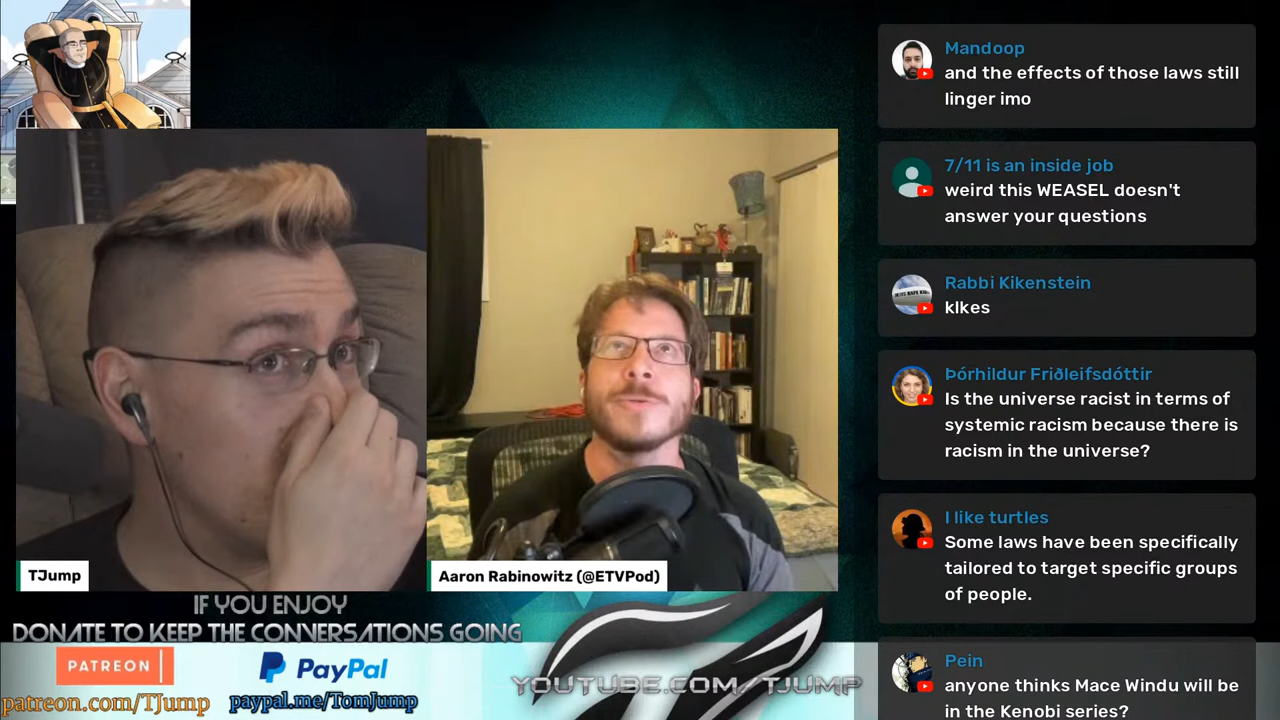 Mandoop
and the effects of those laws still
linger imo
7/11 is an inside job
weird this WEASEL doesn't
answer your questions
Rabbi Kikenstein
klkes
Þórhildur Friðleifsdóttir
Is the universe racist in terms of
systemic racism because there is
racism in the universe?
I like turtles
Some laws have been specifically
tailored to target specific groups
of people.
Pein
anyone thinks Mace Windu will be
in the Kenobi series?
TJump
Aaron Rabinowitz (@ETVPod)
IF YOU ENJOY
DONATE TO KEEP THE CONVERSATIONS GOING
PATREON
PayPal
patreon.com/TJump
paypal.me/TomJump
YOUTUBE.COM/TJUMP